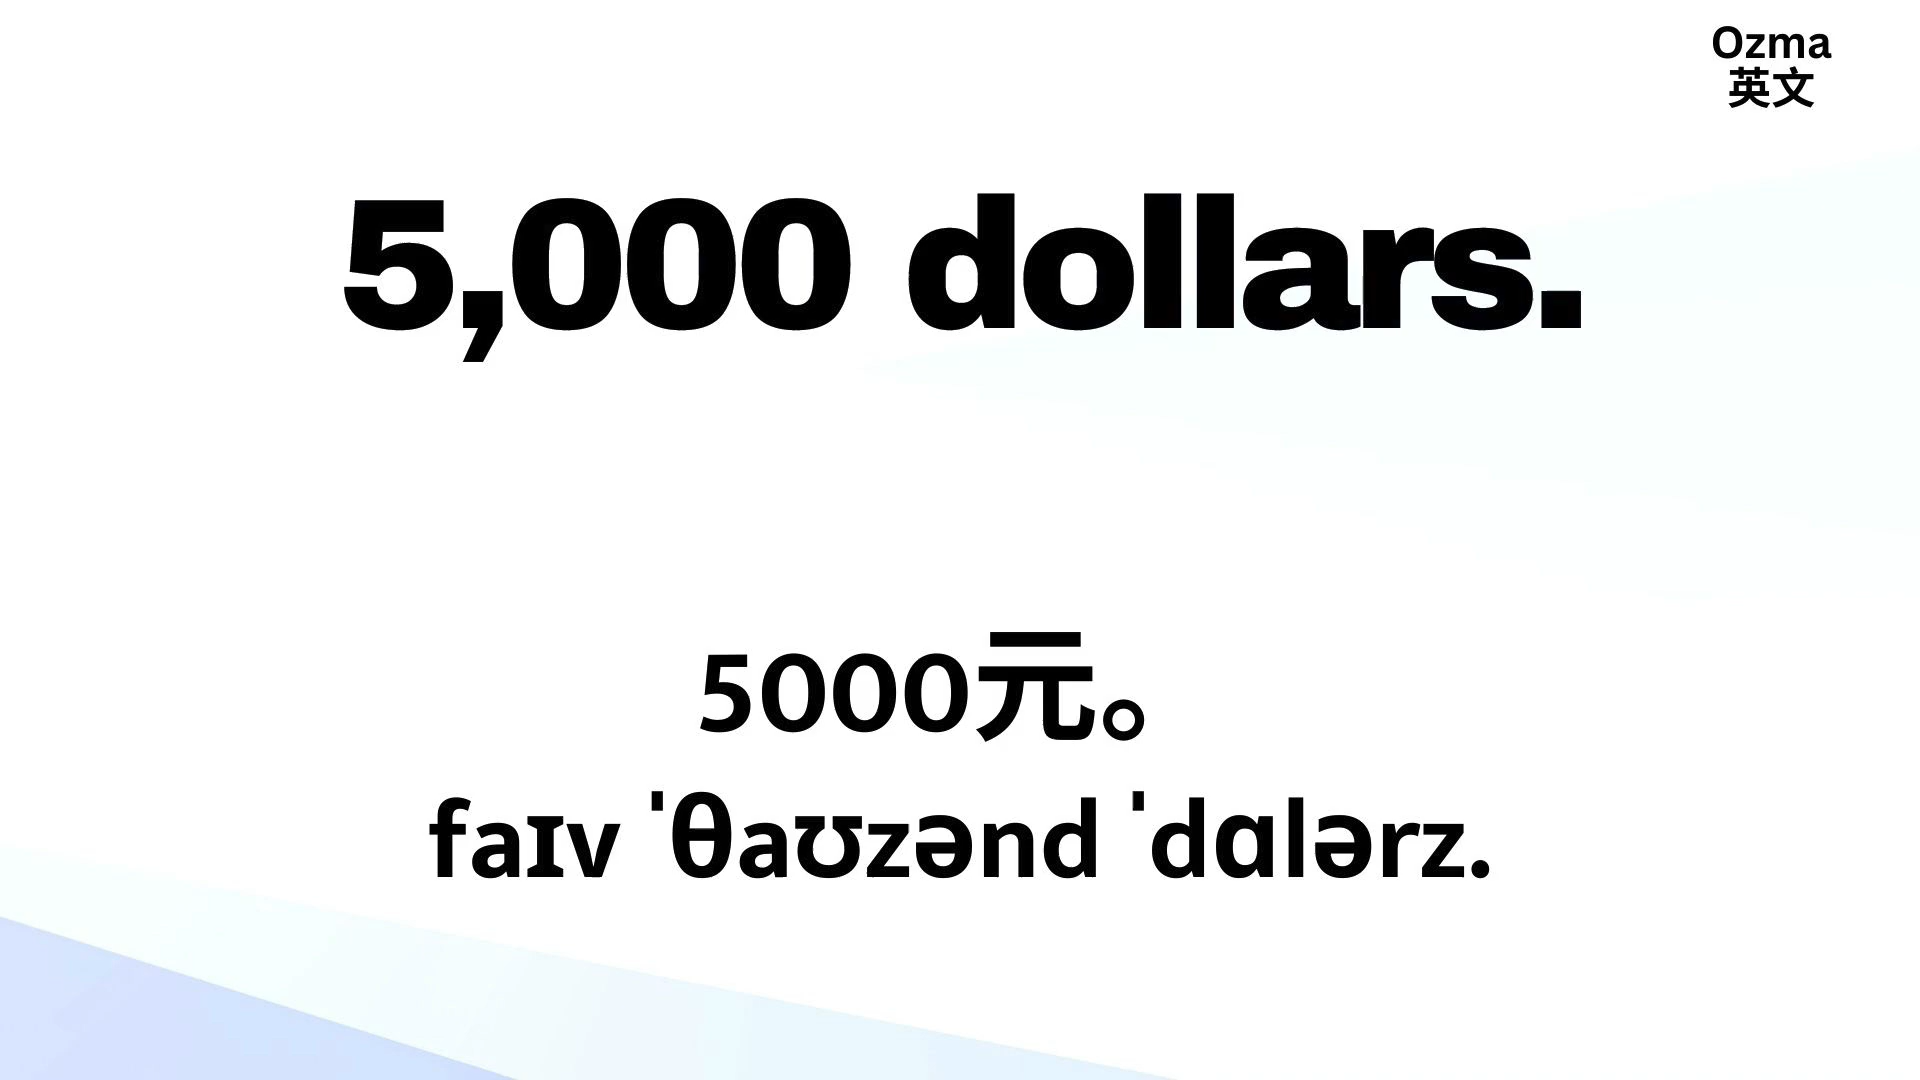 Ozma
英文
5,000 dollars.
5000元。
faɪv ˈθaʊzənd ˈdɑlərz.